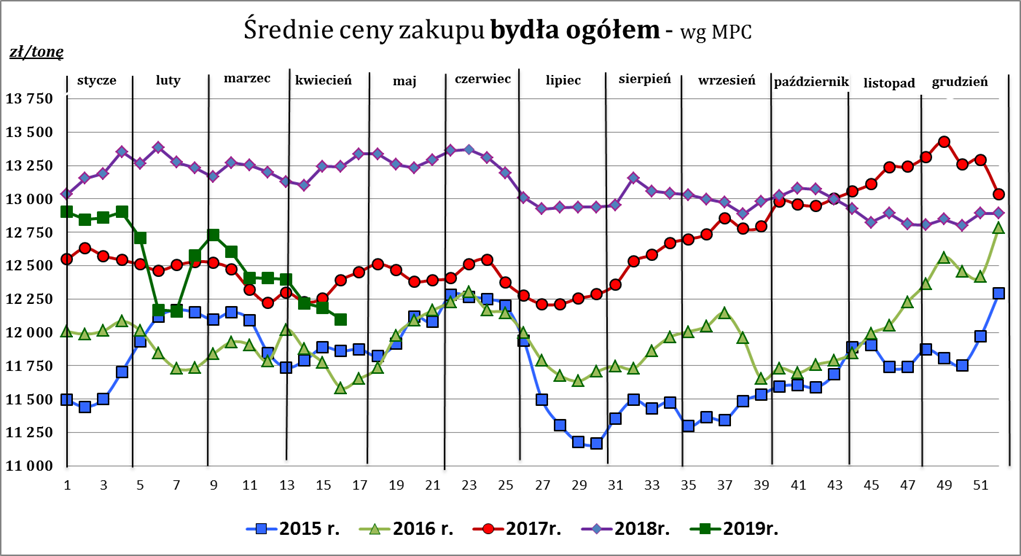 Średnie ceny zakupu bydła ogółem - wg MPC
zł/tonę
stycze luty marzec kwiecień maj czerwiec lipiec sierpień wrzesień październik listopad grudzień
13 750
13 500
13 250
13 000
12 750
12 500
12 250
12 000
11 750
11 500
11 250
11 000
1 3 5 7 9 11 13 15 17 19 21 23 25 27 29 31 33 35 37 39 41 43 45 47 49 51
2015 r. 2016 r. 2017r. 2018r. 2019r.